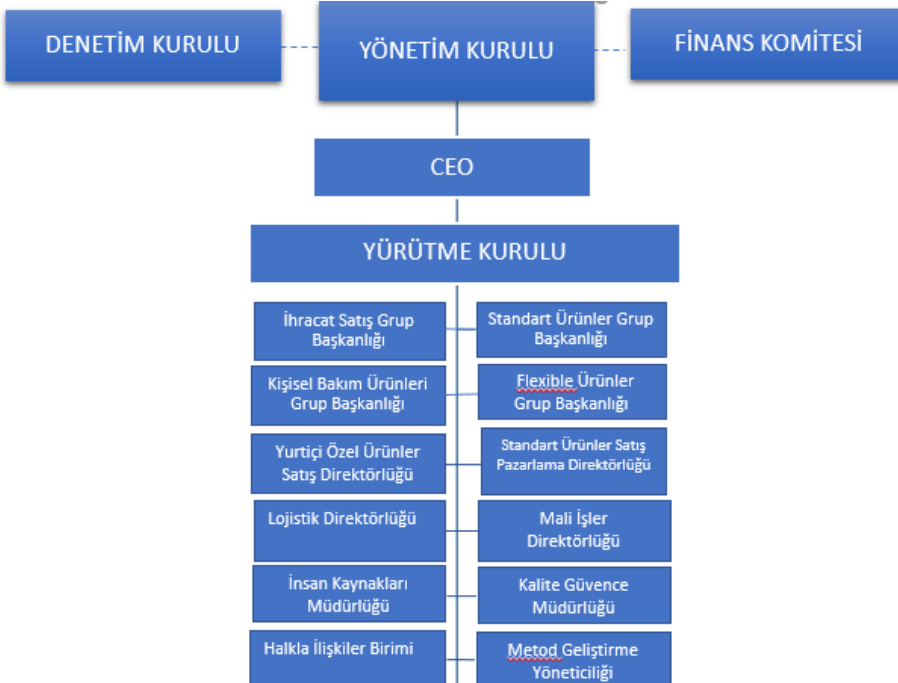 DENETİM KURULU
YÖNETİM KURULU
FİNANS KOMİTESİ
CEO
YÜRÜTME KURULU
İhracat Satış Grup
Başkanlığı
Standart Ürünler Grup
Başkanlığı
Kişisel Bakım Ürünleri
Grup Başkanlığı
Flexible Ürünler
Grup Başkanlığı
Yurtiçi Özel Ürünler
Satış Direktörlüğü
Standart Ürünler Satış
Pazarlama Direktörlüğü
Lojistik Direktörlüğü
Mali İşler
Direktörlüğü
İnsan Kaynakları
Müdürlüğü
Kalite Güvence
Müdürlüğü
Halkla İlişkiler Birimi
Metod Geliştirme
Yöneticiliği